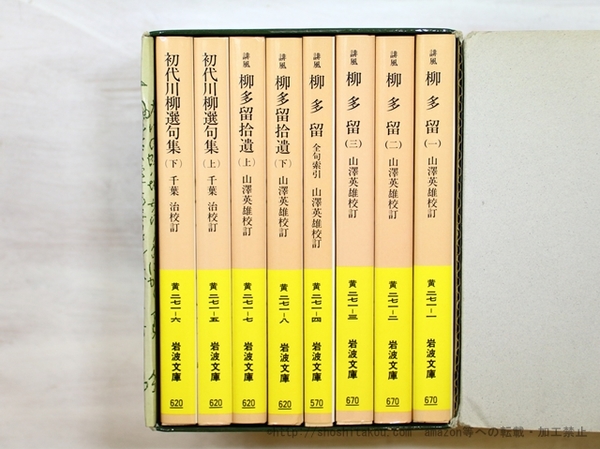 誹風 柳多留(一) 山澤英雄校訂
黄二七一-一
岩波文庫
670
誹風 柳多留(二) 山澤英雄校訂
黄二七一-二
岩波文庫
670
誹風 柳多留(三) 山澤英雄校訂
黄二七一-三
岩波文庫
670
誹風 柳多留 全句索引 山澤英雄校訂
黄二七一-四
岩波文庫
570
誹風 柳多留拾遺(下) 山澤英雄校訂
黄二七一-八
岩波文庫
620
誹風 柳多留拾遺(上) 山澤英雄校訂
黄二七一-七
岩波文庫
620
初代川柳選句集(上) 千葉 治校訂
黄二七一-五
岩波文庫
620
初代川柳選句集(下) 千葉 治校訂
黄二七一-六
岩波文庫
620
amazon等への転載・加工禁止